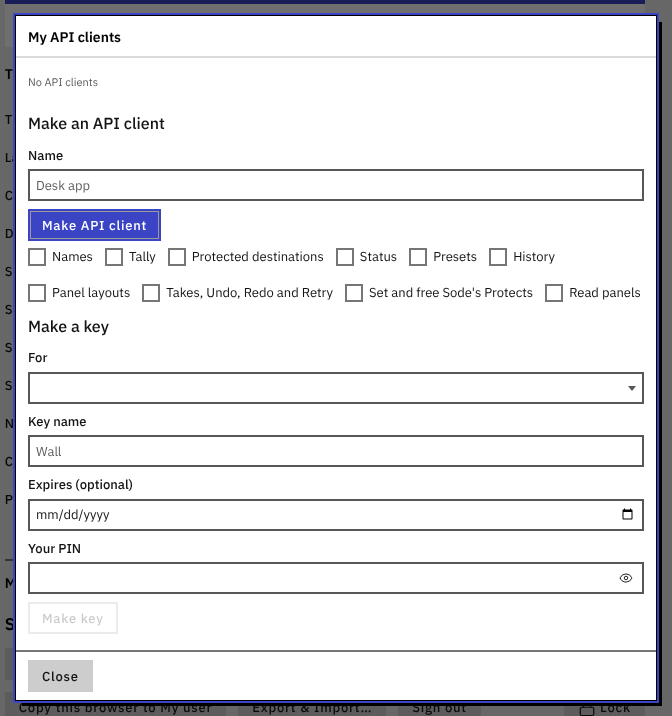 My API clients
No API clients
Make an API client
Name
Desk app
Make API client
Names Tally Protected destinations Status Presets History
Panel layouts Takes, Undo, Redo and Retry Set and free Sode's Protects Read panels
Make a key
For
Key name
Wall
Expires (optional)
mm/dd/yyyy
Your PIN
Make key
Close
Copy this browser to My user Export & Import... Sign out Lock